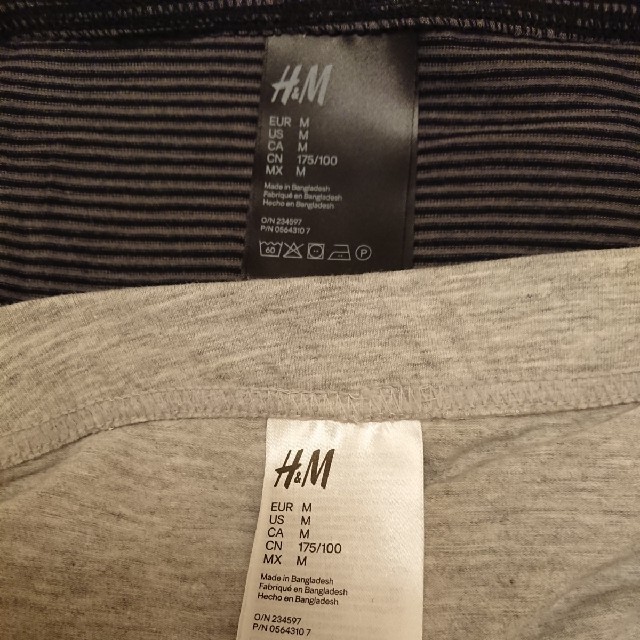 H&M
EUR M
US M
CA M
CN 175/100
MX M
Made in Bangladesh
Fabriqué en Bangladesh
Hecho en Bangladesh
O/N 234597
P/N 0564310 7
60
P
H&M
EUR M
US M
CA M
CN 175/100
MX M
Made in Bangladesh
Fabriqué en Bangladesh
Hecho en Bangladesh
O/N 234597
P/N 0564310 7